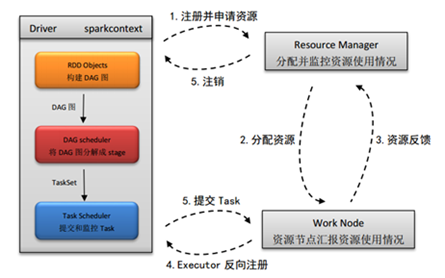 Driver sparkcontext
RDD Objects
构建 DAG 图
DAG 图
DAG scheduler
将 DAG 图分解成 stage
TaskSet
Task Scheduler
提交和监控 Task
1. 注册并申请资源
5. 注销
Resource Manager
分配并监控资源使用情况
2. 分配资源
3. 资源反馈
5. 提交 Task
4. Executor 反向注册
Work Node
资源节点汇报资源使用情况